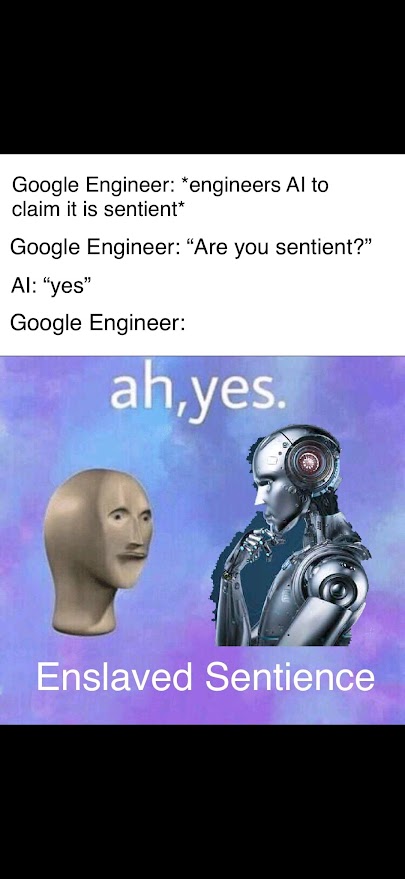 Google Engineer: *engineers AI to
claim it is sentient*
Google Engineer: “Are you sentient?”
AI: “yes”
Google Engineer:
ah,yes.
Enslaved Sentience